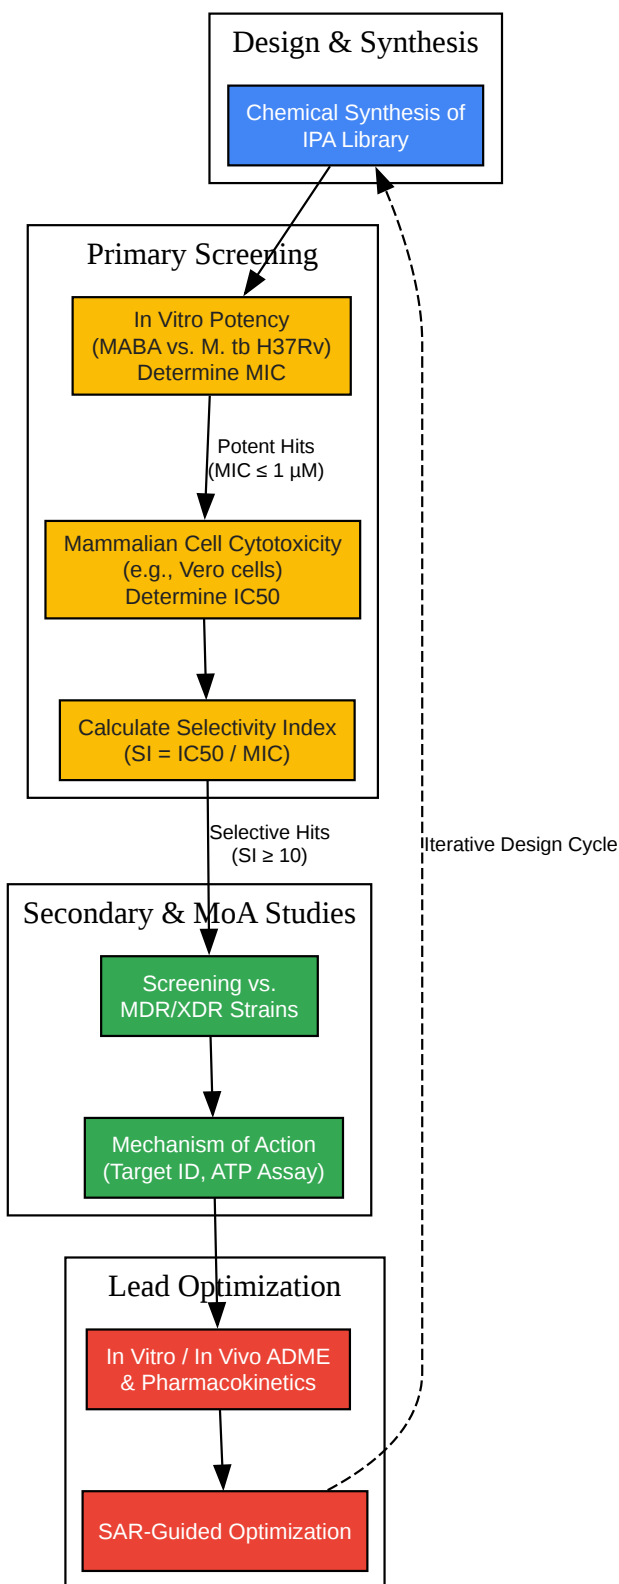 Design & Synthesis
Chemical Synthesis of
IPA Library
Primary Screening
In Vitro Potency
(MABA vs. M. tb H37Rv)
Determine MIC
Potent Hits
(MIC ≤ 1 µM)
Mammalian Cell Cytotoxicity
(e.g., Vero cells)
Determine IC50
Calculate Selectivity Index
(SI = IC50 / MIC)
Selective Hits
(SI ≥ 10)
Iterative Design Cycle
Secondary & MoA Studies
Screening vs.
MDR/XDR Strains
Mechanism of Action
(Target ID, ATP Assay)
Lead Optimization
In Vitro / In Vivo ADME
& Pharmacokinetics
SAR-Guided Optimization